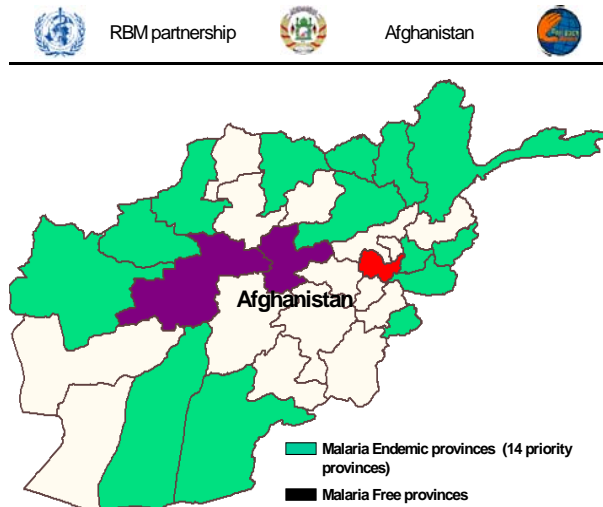 RBM partnership
Afghanistan
Afghanistan
Malaria Endemic provinces (14 priority
provinces)
Malaria Free provinces